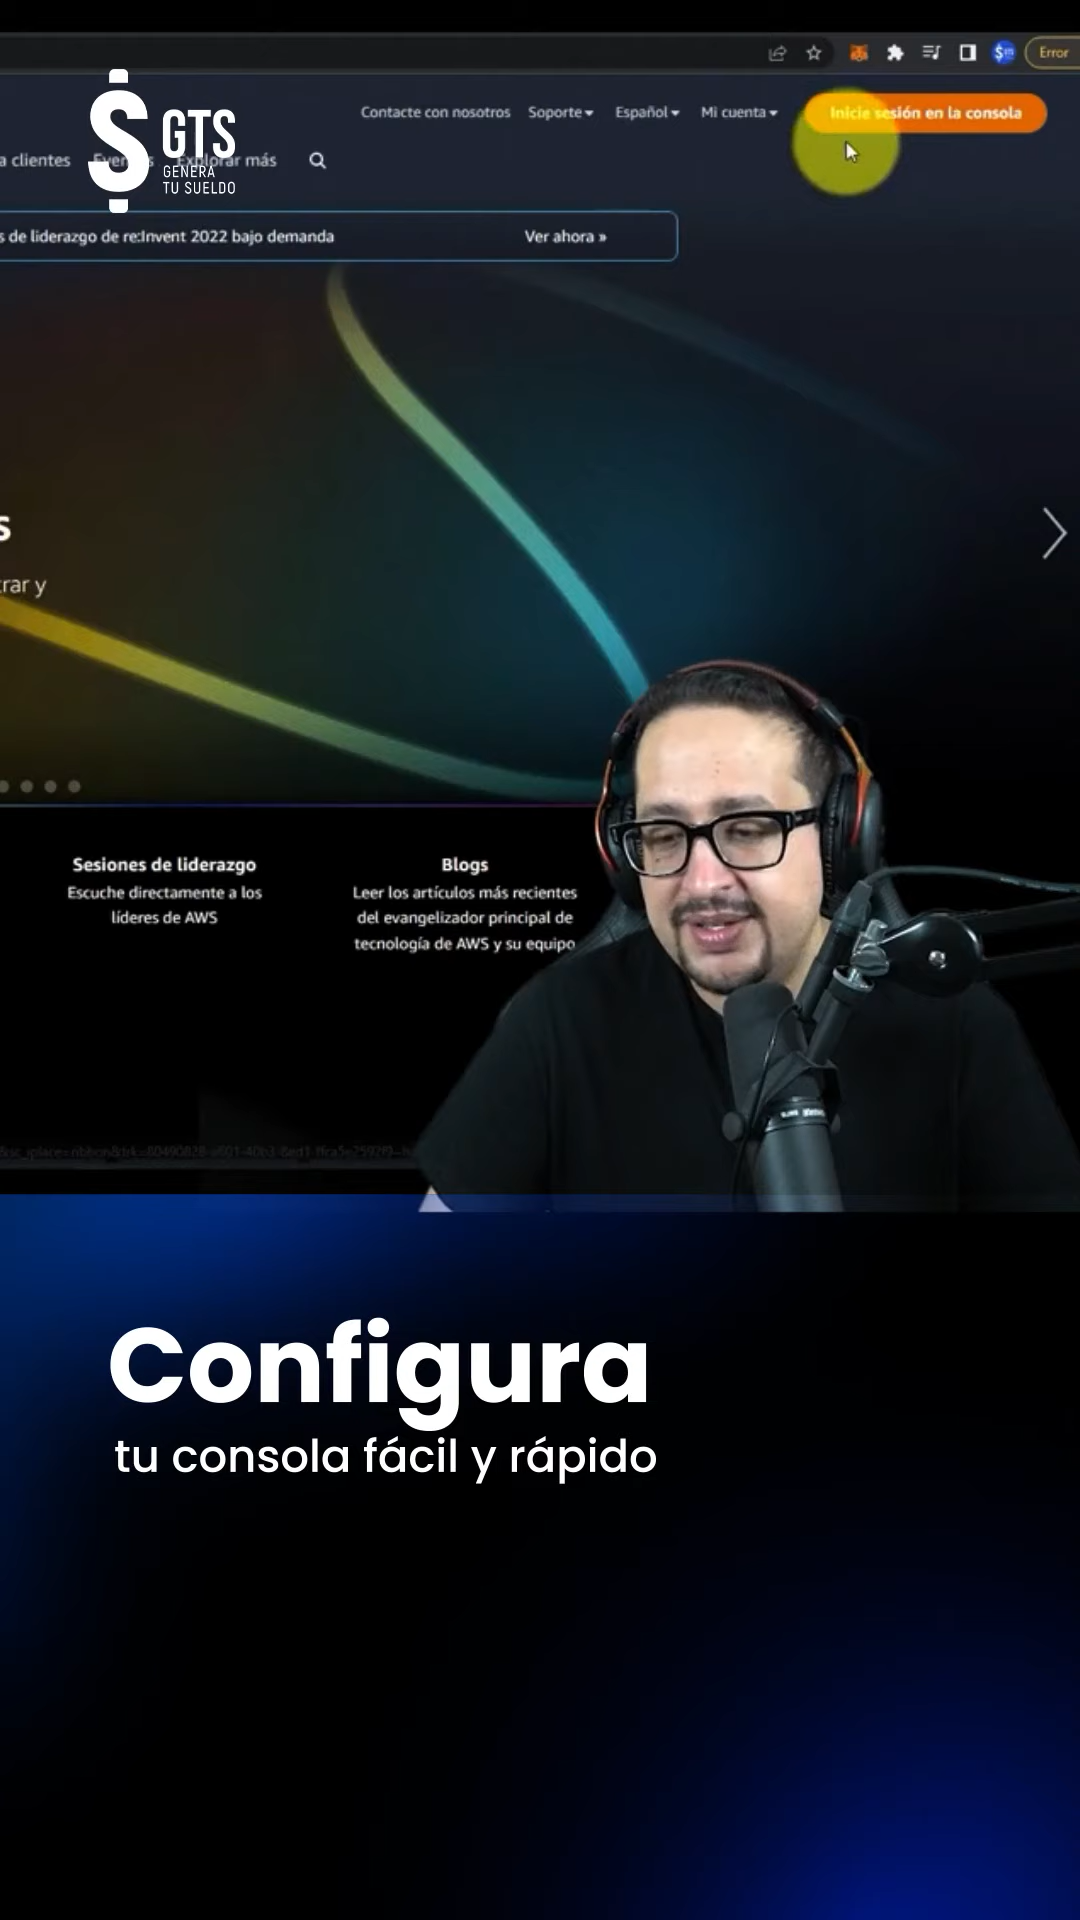 Error
Contacte con nosotros Soporte Español Mi cuenta Inicie sesión en la consola
$ GTS
GENERA
TU SUELDO
a clientes Eventos Explorar más
s de liderazgo de re:Invent 2022 bajo demanda Ver ahora »
s
rar y
Sesiones de liderazgo
Escuche directamente a los
líderes de AWS
Blogs
Leer los artículos más recientes
del evangelizador principal de
tecnología de AWS y su equipo
Configura
tu consola fácil y rápido